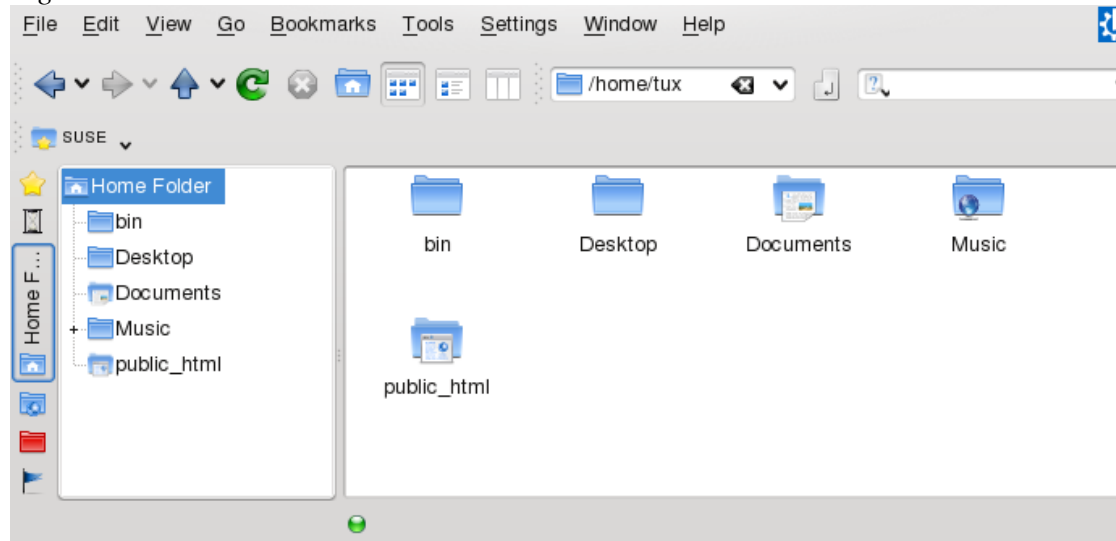 File Edit View Go Bookmarks Tools Settings Window Help
/home/tux
SUSE
Home F...
Home Folder
bin
Desktop
Documents
Music
public_html
bin Desktop Documents Music
public_html